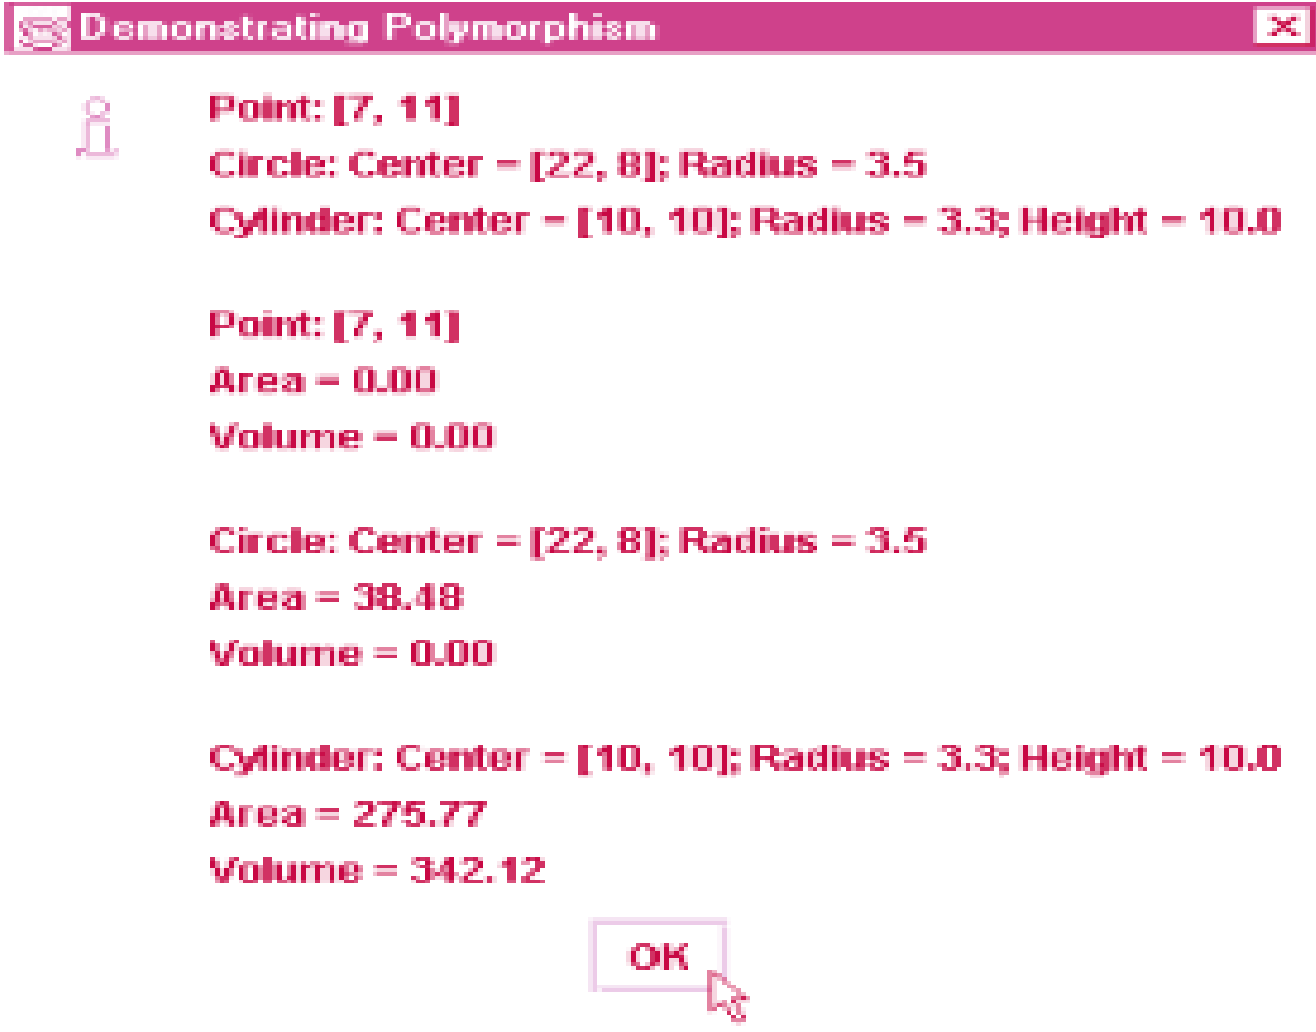 Demonstrating Polymorphism
Point: [7, 11]
Circle: Center = [22, 8]; Radius = 3.5
Cylinder: Center = [10, 10]; Radius = 3.3; Height = 10.0
Point: [7, 11]
Area = 0.00
Volume = 0.00
Circle: Center = [22, 8]; Radius = 3.5
Area = 38.48
Volume = 0.00
Cylinder: Center = [10, 10]; Radius = 3.3; Height = 10.0
Area = 275.77
Volume = 342.12
OK